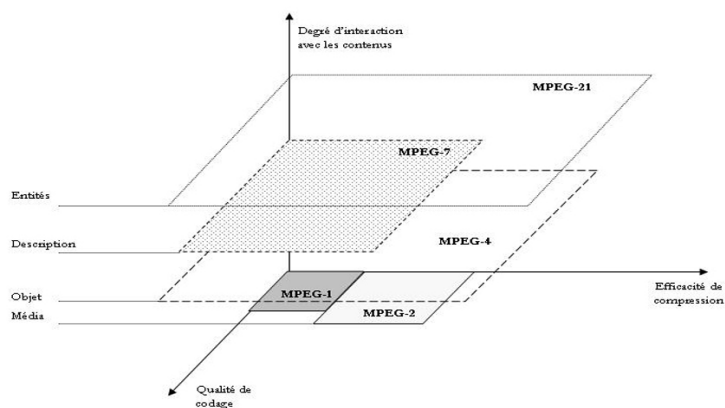 Degré d'interaction
avec les contenus
MPEG-21
MPEG-7
Entités
MPEG-4
Description
Efficacité de
compression
Objet
MPEG-1
Média
MPEG-2
Qualité de
codage